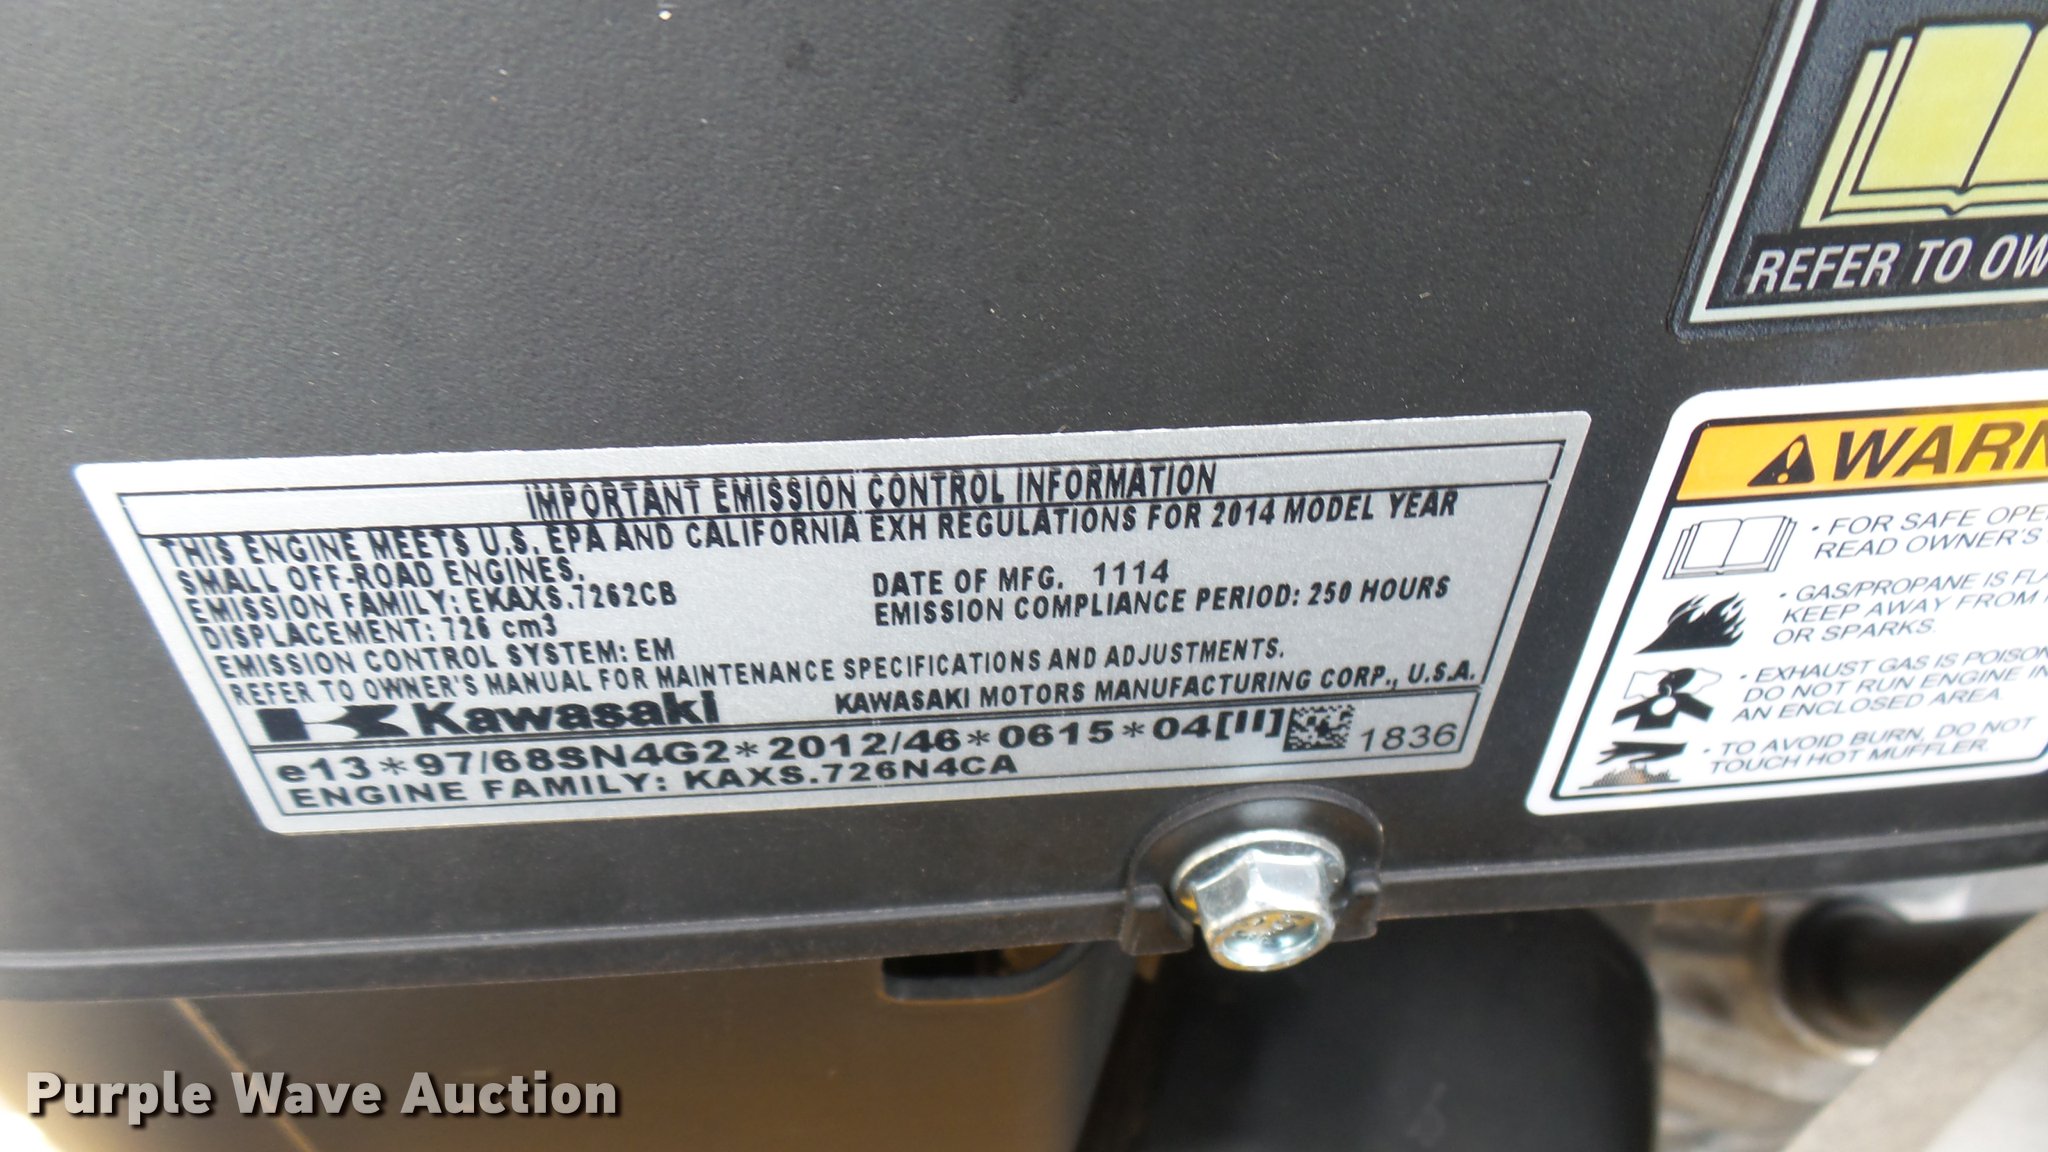 IMPORTANT EMISSION CONTROL INFORMATION
THIS ENGINE MEETS U.S. EPA AND CALIFORNIA EXH REGULATIONS FOR 2014 MODEL YEAR
SMALL OFF-ROAD ENGINES.
EMISSION FAMILY: EKAXS.7262CB
DATE OF MFG. 1114
DISPLACEMENT: 726 cm3
EMISSION COMPLIANCE PERIOD: 250 HOURS
EMISSION CONTROL SYSTEM: EM
REFER TO OWNER'S MANUAL FOR MAINTENANCE SPECIFICATIONS AND ADJUSTMENTS.
Kawasaki KAWASAKI MOTORS MANUFACTURING CORP., U.S.A.
e13*97/68SN4G2*2012/46*0615*04[II] 1836
ENGINE FAMILY: KAXS.726N4CA
REFER TO OW
WARN
• FOR SAFE OPE
READ OWNER'S
• GAS/PROPANE IS FLA
KEEP AWAY FROM
OR SPARKS.
• EXHAUST GAS IS POISON
DO NOT RUN ENGINE IN
AN ENCLOSED AREA
• TO AVOID BURN, DO NOT
TOUCH HOT MUFFLER.
Purple Wave Auction